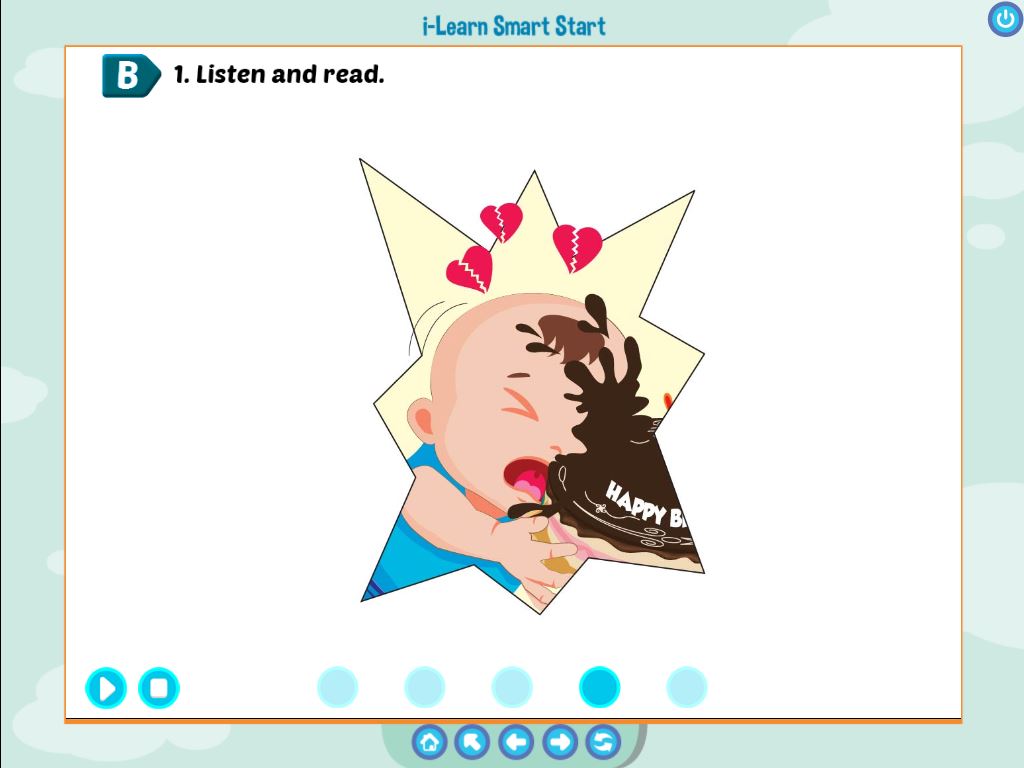 i-Learn Smart Start
B
1. Listen and read.
HAPPY B